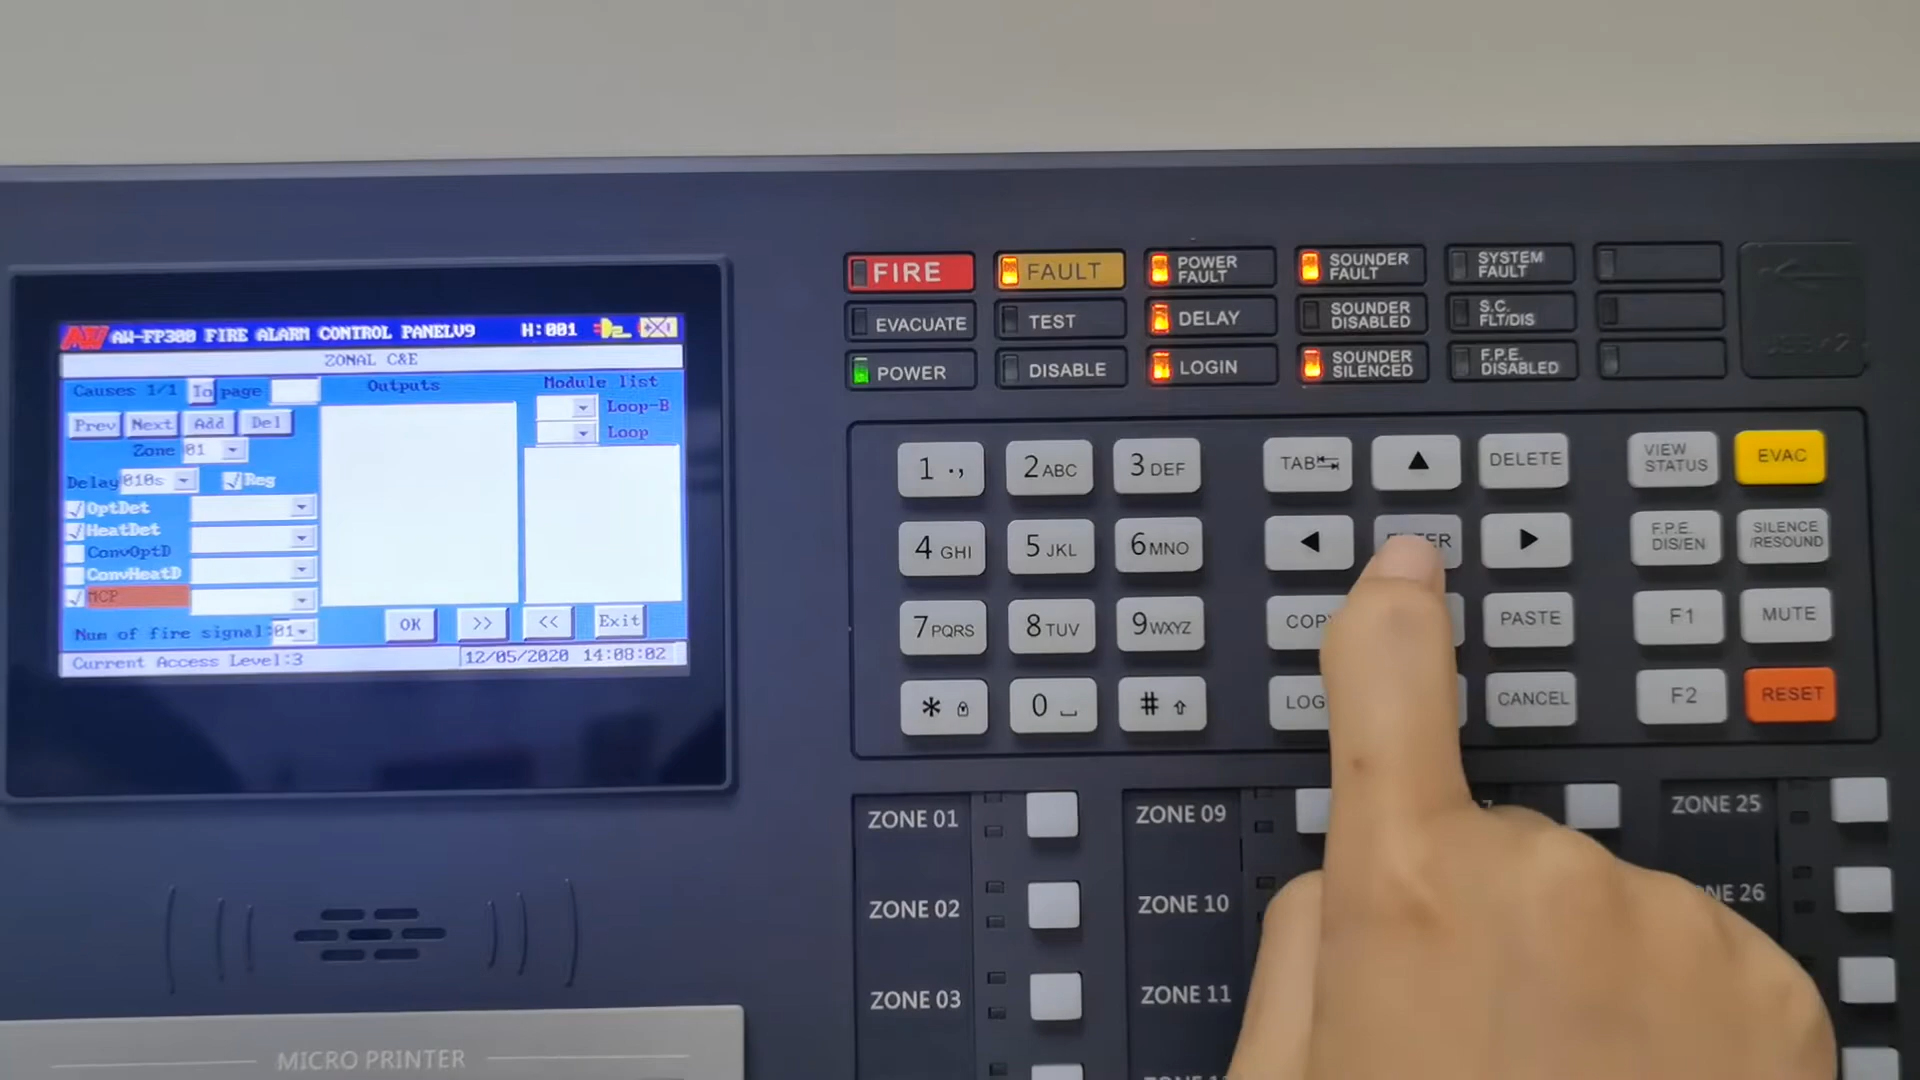 AW-FP300 FIRE ALARM CONTROL PANELV9 H:001
ZONAL C&E
Causes 1/1 To page
Outputs
Module list
Loop-B
Loop
Prev Next Add Del
Zone 01
Delay 010s Reg
OptDet
HeatDet
ConvOptD
ConvHeatD
MCP
Num of fire signal:01
OK >> << Exit
Current Access Level:3
12/05/2020 14:08:02
FIRE
FAULT
POWER
FAULT
SOUNDER
FAULT
SYSTEM
FAULT
EVACUATE
TEST
DELAY
SOUNDER
DISABLED
S.C.
FLT/DIS
POWER
DISABLE
LOGIN
SOUNDER
SILENCED
F.P.E.
DISABLED
1 .,
2 ABC
3 DEF
TAB
▲
DELETE
VIEW
STATUS
EVAC
4 GHI
5 JKL
6 MNO
◀
▶
F.P.E.
DIS/EN
SILENCE
/RESOUND
7 PQRS
8 TUV
9 WXYZ
PASTE
F1
MUTE
*
0
#
CANCEL
F2
RESET
ZONE 01
ZONE 09
ZONE 25
ZONE 02
ZONE 10
ZONE 03
ZONE 11
MICRO PRINTER